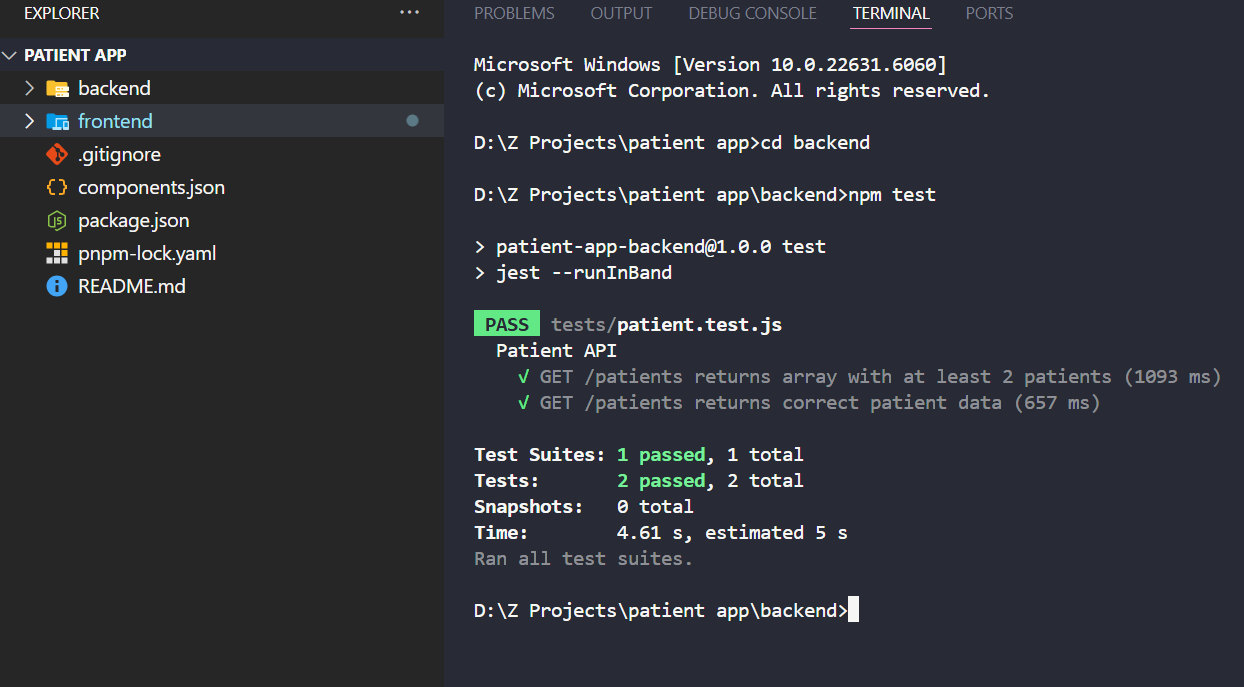 EXPLORER
···
PATIENT APP
backend
frontend
.gitignore
components.json
package.json
pnpm-lock.yaml
README.md
PROBLEMS OUTPUT DEBUG CONSOLE TERMINAL PORTS
Microsoft Windows [Version 10.0.22631.6060]
(c) Microsoft Corporation. All rights reserved.
D:\Z Projects\patient app>cd backend
D:\Z Projects\patient app\backend>npm test
> patient-app-backend@1.0.0 test
> jest --runInBand
PASS tests/patient.test.js
Patient API
√ GET /patients returns array with at least 2 patients (1093 ms)
√ GET /patients returns correct patient data (657 ms)
Test Suites: 1 passed, 1 total
Tests: 2 passed, 2 total
Snapshots: 0 total
Time: 4.61 s, estimated 5 s
Ran all test suites.
D:\Z Projects\patient app\backend>